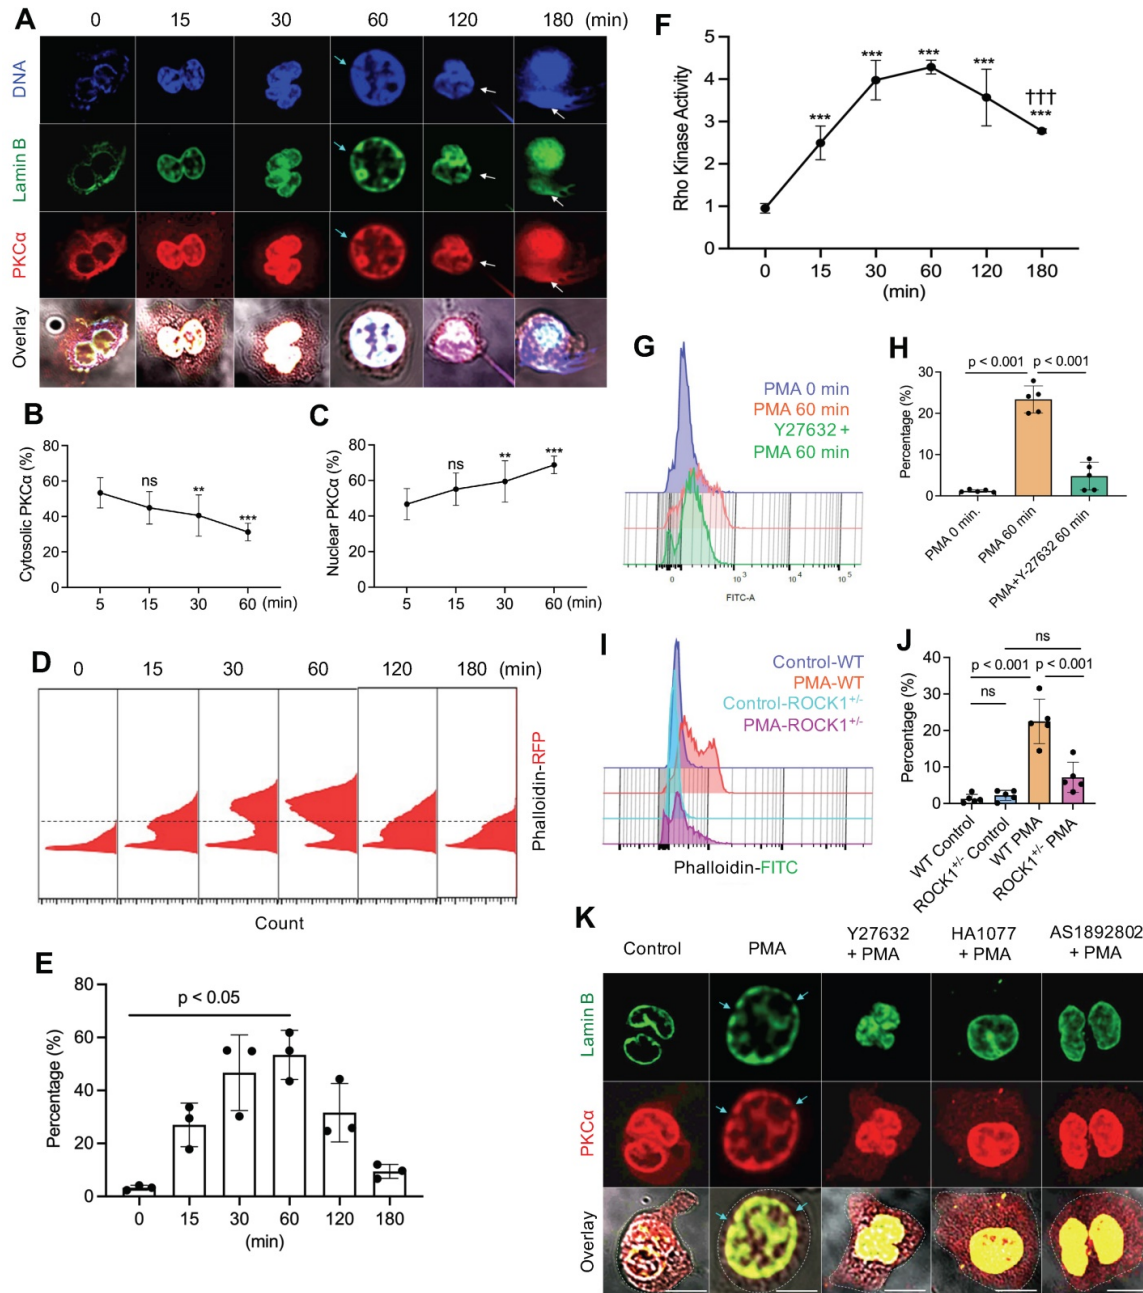 A
0 15 30 60 120 180 (min)
DNA
Lamin B
PKCα
Overlay
B
Cytosolic PKCα (%)
80
60
40
20
0
ns
**
***
5 15 30 60 (min)
C
Nuclear PKCα (%)
80
60
40
20
0
ns
**
***
5 15 30 60 (min)
D
0 15 30 60 120 180 (min)
Phalloidin-RFP
Count
E
Percentage (%)
80
60
40
20
0
p < 0.05
0 15 30 60 120 180
(min)
F
Rho Kinase Activity
5
4
3
2
1
0
***
***
***
***
†††
***
0 15 30 60 120 180
(min)
G
PMA 0 min
PMA 60 min
Y27632 +
PMA 60 min
0 10³ 10⁴ 10⁵
FITC-A
H
Percentage (%)
30
20
10
0
p < 0.001 p < 0.001
PMA 0 min.
PMA 60 min
PMA+Y-27632 60 min
I
Control-WT
PMA-WT
Control-ROCK1+/-
PMA-ROCK1+/-
Phalloidin-FITC
J
Percentage (%)
40
30
20
10
0
ns
p < 0.001 p < 0.001
ns
WT Control
ROCK1+/- Control
WT PMA
ROCK1+/- PMA
K
Control PMA Y27632 + PMA HA1077 + PMA AS1892802 + PMA
Lamin B
PKCα
Overlay